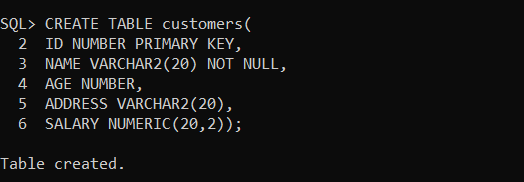 SQL> CREATE TABLE customers(
  2  ID NUMBER PRIMARY KEY,
  3  NAME VARCHAR2(20) NOT NULL,
  4  AGE NUMBER,
  5  ADDRESS VARCHAR2(20),
  6  SALARY NUMERIC(20,2));
Table created.